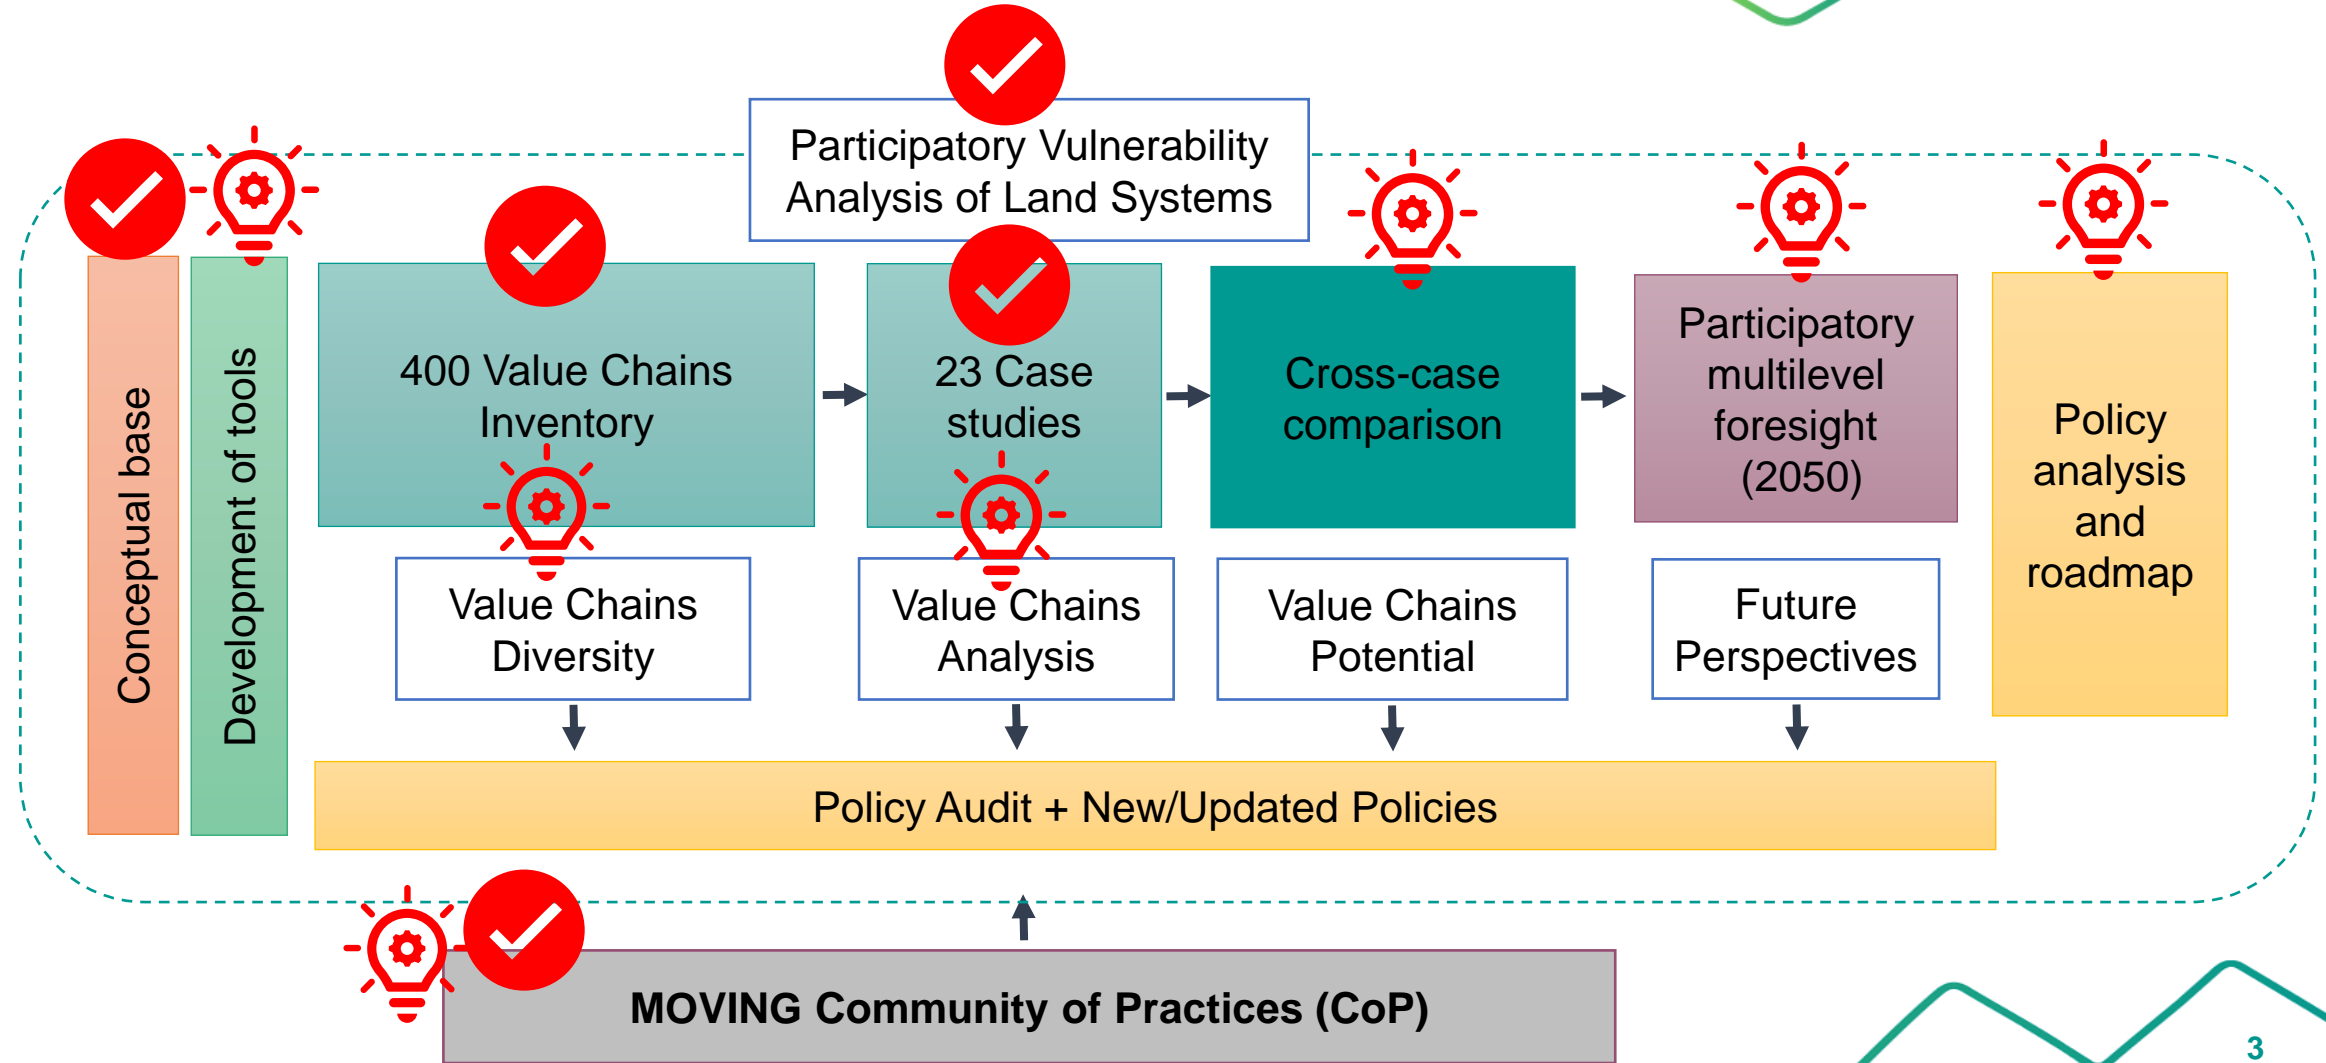 Participatory Vulnerability
Analysis of Land Systems
Conceptual base
Development of tools
400 Value Chains
Inventory
23 Case
studies
Cross-case
comparison
Participatory
multilevel
foresight
(2050)
Policy
analysis
and
roadmap
Value Chains
Diversity
Value Chains
Analysis
Value Chains
Potential
Future
Perspectives
Policy Audit + New/Updated Policies
MOVING Community of Practices (CoP)
3